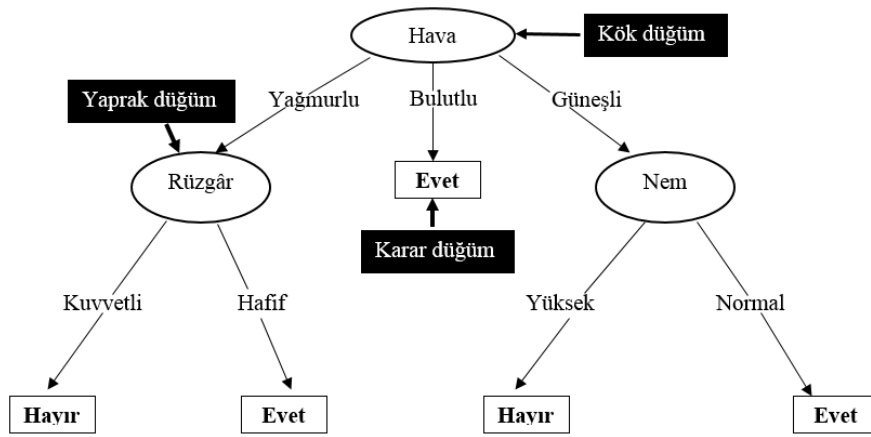 Hava
Kök düğüm
Yaprak düğüm
Yağmurlu
Bulutlu
Güneşli
Rüzgâr
Evet
Nem
Karar düğüm
Kuvvetli
Hafif
Yüksek
Normal
Hayır
Evet
Hayır
Evet